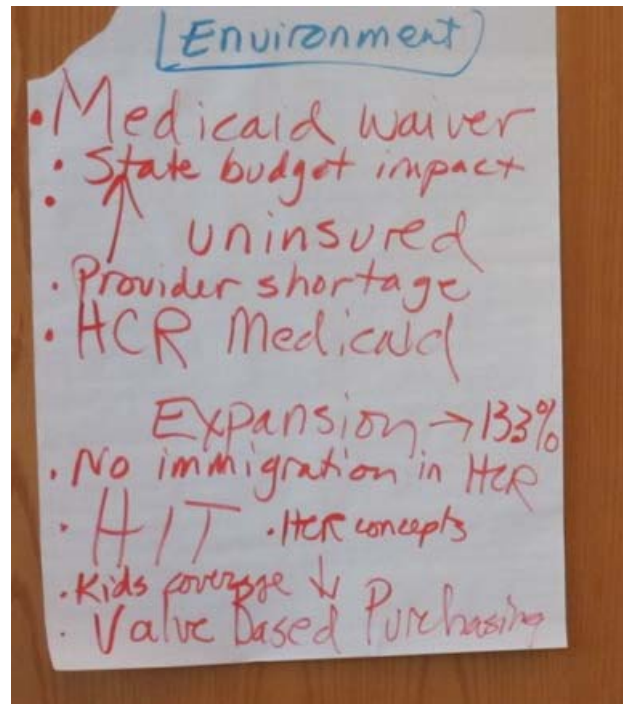 Environment
• Medicaid waiver
• State budget impact
• ↑ uninsured
• Provider shortage
• HCR Medicaid
Expansion → 133%
• No immigration in HCR
• HIT • HCR concepts
• Kids coverage ↓
• Value Based Purchasing